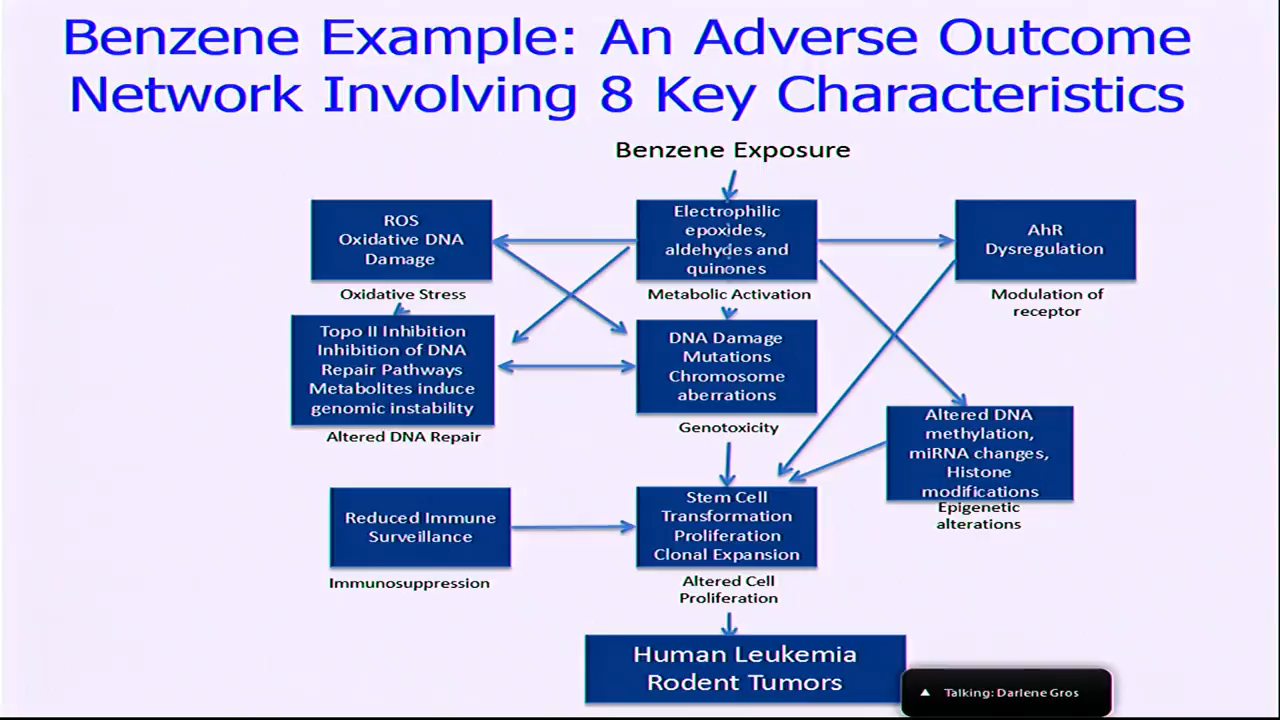 Benzene Example: An Adverse Outcome
Network Involving 8 Key Characteristics
Benzene Exposure
ROS
Oxidative DNA
Damage
Oxidative Stress
Electrophilic
epoxides,
aldehydes and
quinones
Metabolic Activation
AhR
Dysregulation
Modulation of
receptor
Topo II Inhibition
Inhibition of DNA
Repair Pathways
Metabolites induce
genomic instability
Altered DNA Repair
DNA Damage
Mutations
Chromosome
aberrations
Genotoxicity
Altered DNA
methylation,
miRNA changes,
Histone
modifications
Epigenetic
alterations
Reduced Immune
Surveillance
Immunosuppression
Stem Cell
Transformation
Proliferation
Clonal Expansion
Altered Cell
Proliferation
Human Leukemia
Rodent Tumors
Talking: Darlene Gros